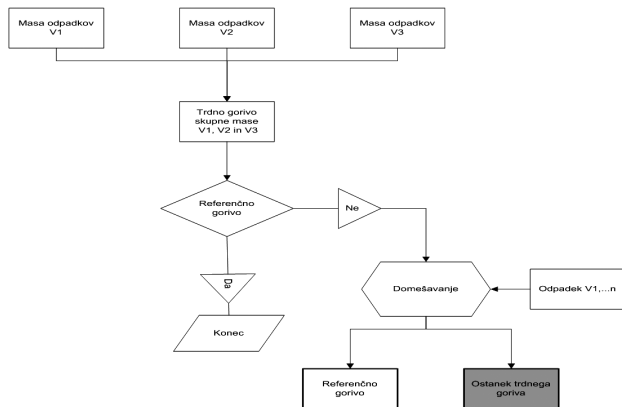 Masa odpadkov
V1
Masa odpadkov
V2
Masa odpadkov
V3
Trdno gorivo
skupne mase
V1, V2 in V3
Referenčno
gorivo
Ne
Da
Domešavanje
Odpadek V1,...n
Konec
Referenčno
gorivo
Ostanek trdnega
goriva